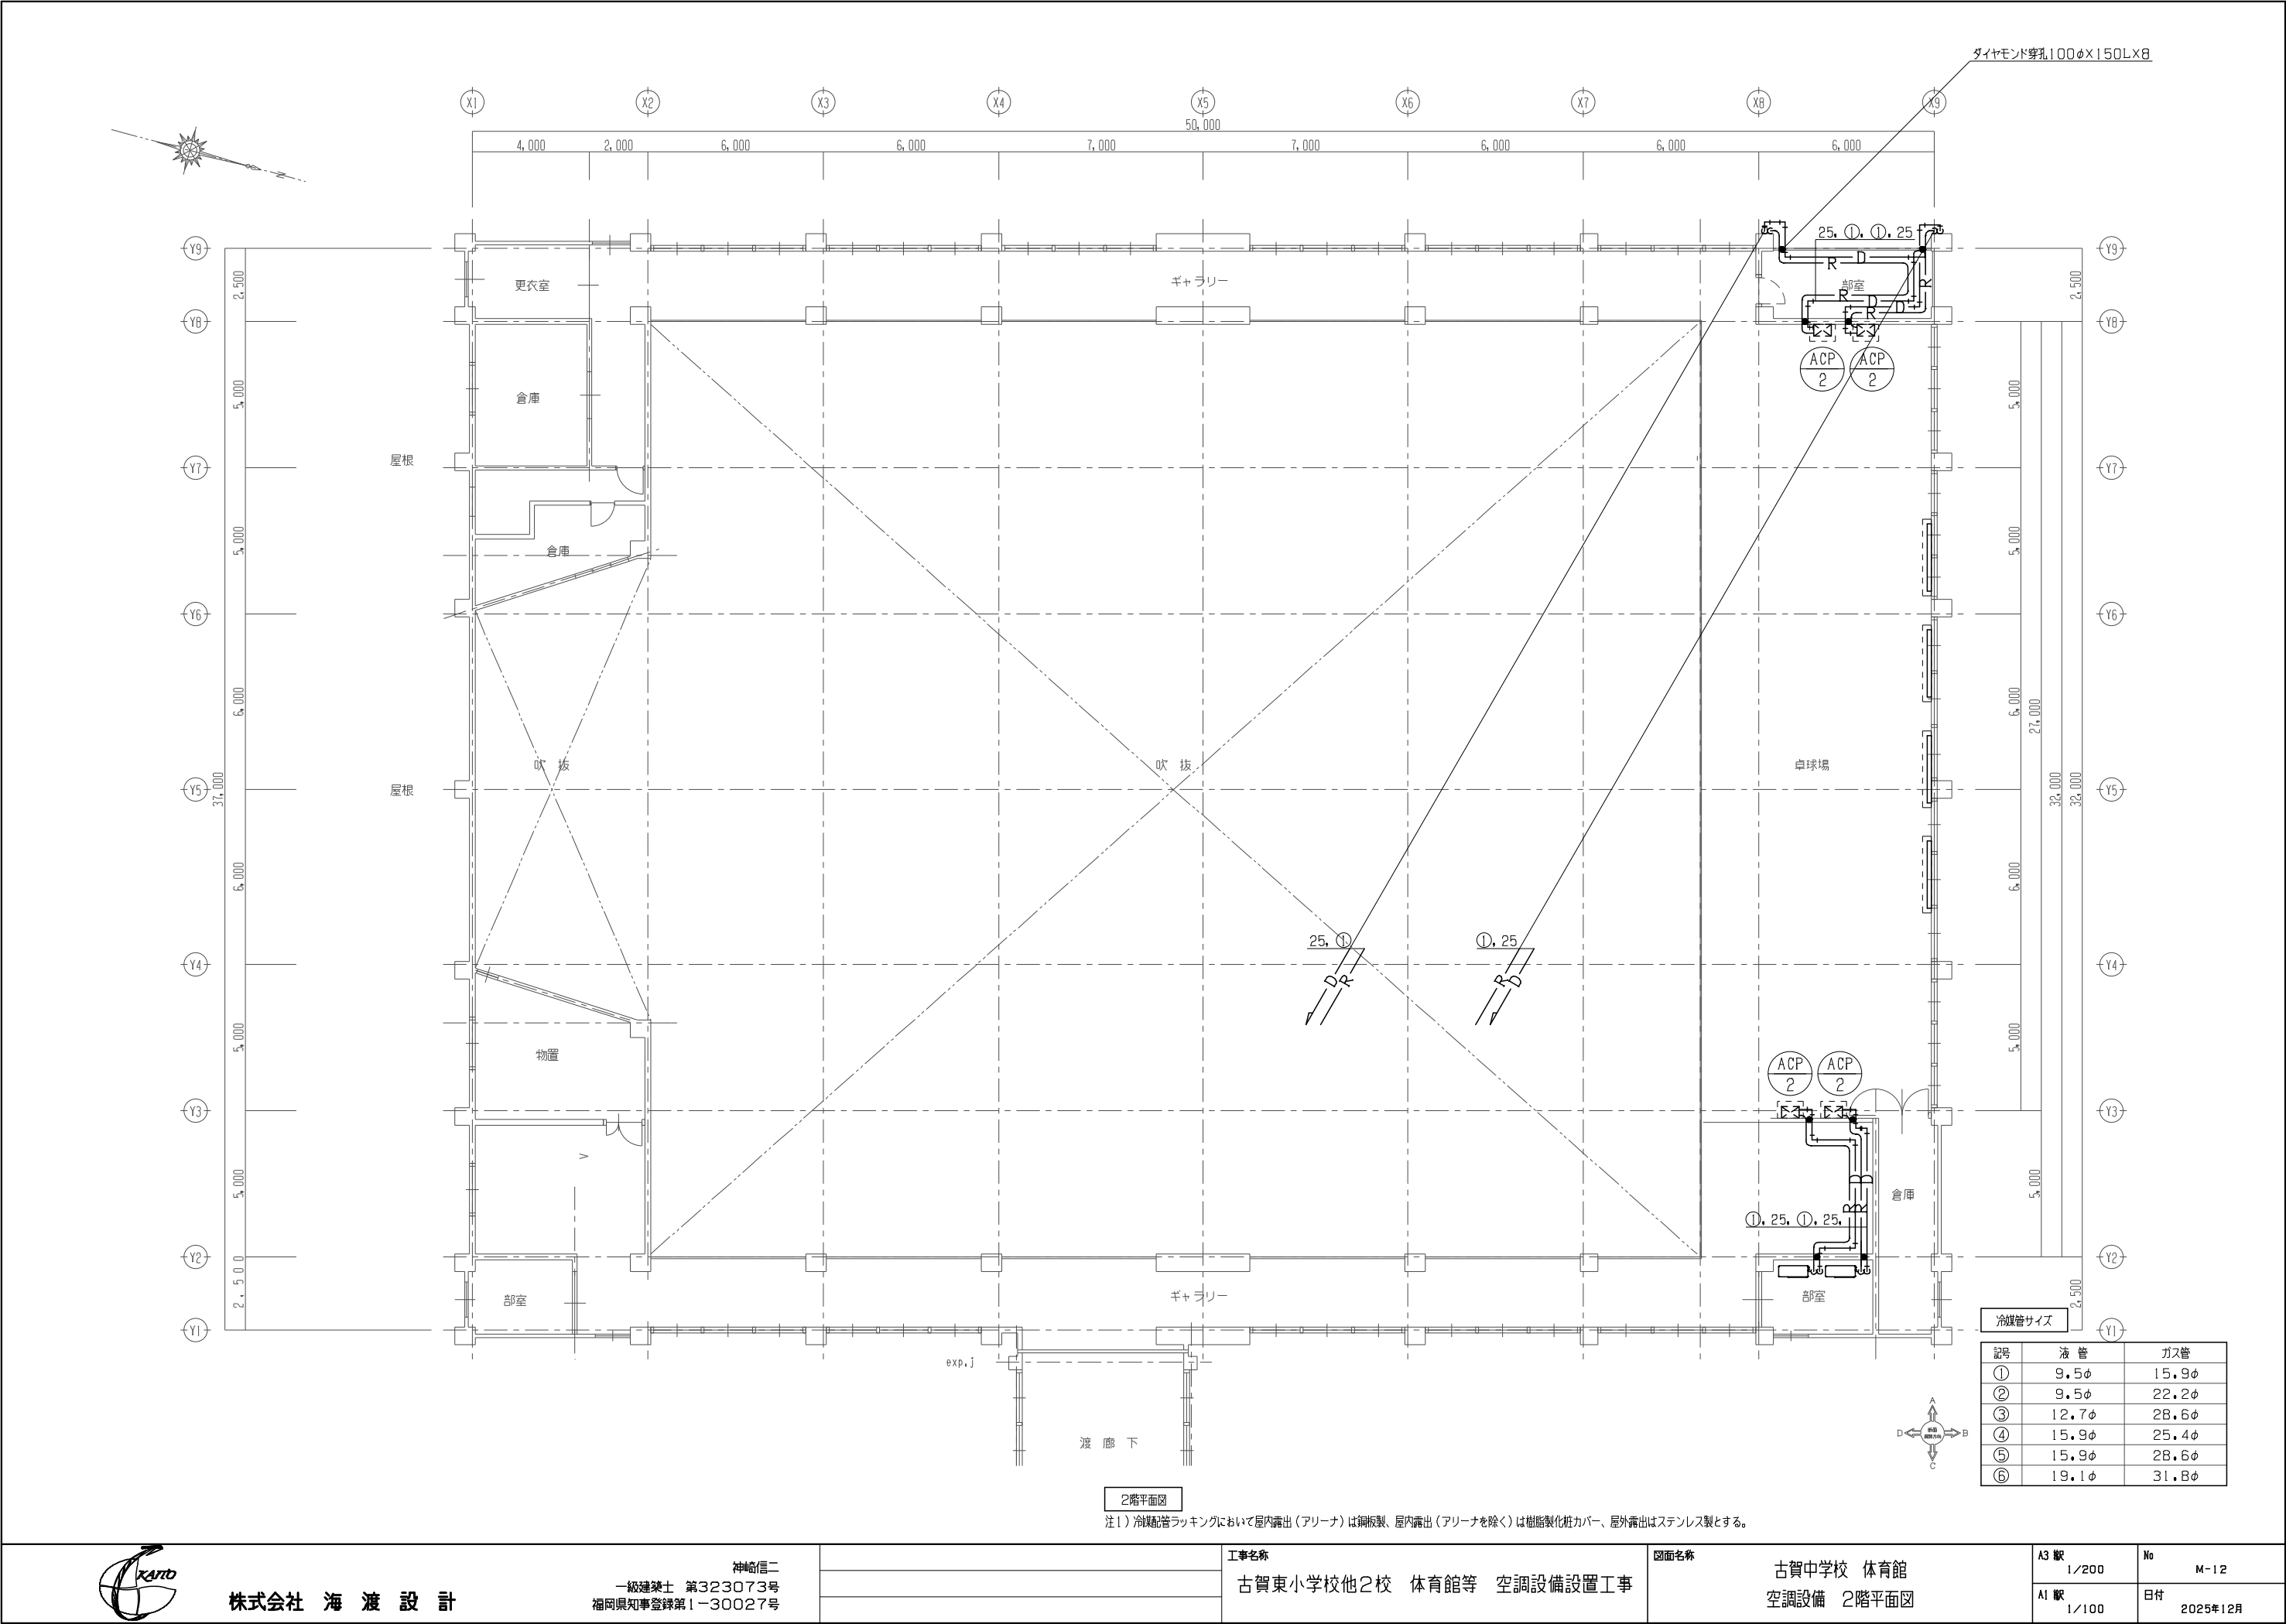 ダイヤモンド穿孔100φX150LX8
X1 X2 X3 X4 X5 X6 X7 X8 X9
50,000
4,000 2,000 6,000 6,000 7,000 7,000 6,000 6,000 6,000
N
Y9 Y9
25, ①, ①, 25
R D
2,500 更衣室 ギャラリー 部室 R 2,500
R D
R D
Y8 Y8
ACP ACP
2 2
5,000 倉庫 5,000
屋根
Y7 Y7
5,000 倉庫 5,000
Y6 Y6
6,000 6,000 27,000
吹 抜 吹 抜 卓球場
Y5 37,000 屋根 32,000 32,000 Y5
6,000 6,000
25, ① ①, 25
Y4 Y4
D R R D
5,000 物置 5,000
ACP ACP
2 2
Y3 Y3
V
5,000 D D 倉庫 5,000
R R
①, 25, ①, 25,
Y2 Y2
2,500 部室 ギャラリー 部室 2,500
Y1 Y1
exp,j
渡 廊 下
冷媒管サイズ
記号 液 管 ガス管
① 9.5φ 15.9φ
② 9.5φ 22.2φ
③ 12.7φ 28.6φ
④ 15.9φ 25.4φ
⑤ 15.9φ 28.6φ
⑥ 19.1φ 31.8φ
A
D B
C
2階平面図
注1)冷媒配管ラッキングにおいて屋内露出(アリーナ)は鋼板製、屋内露出(アリーナを除く)は樹脂製化粧カバー、屋外露出はステンレス製とする。
KAITO
株式会社 海 渡 設 計
神崎信二
一級建築士 第323073号
福岡県知事登録第1-30027号
工事名称
古賀東小学校他2校 体育館等 空調設備設置工事
図面名称
古賀中学校 体育館
空調設備 2階平面図
A3 縮尺
1/200
A1 縮尺
1/100
No
M-12
日付
2025年12月